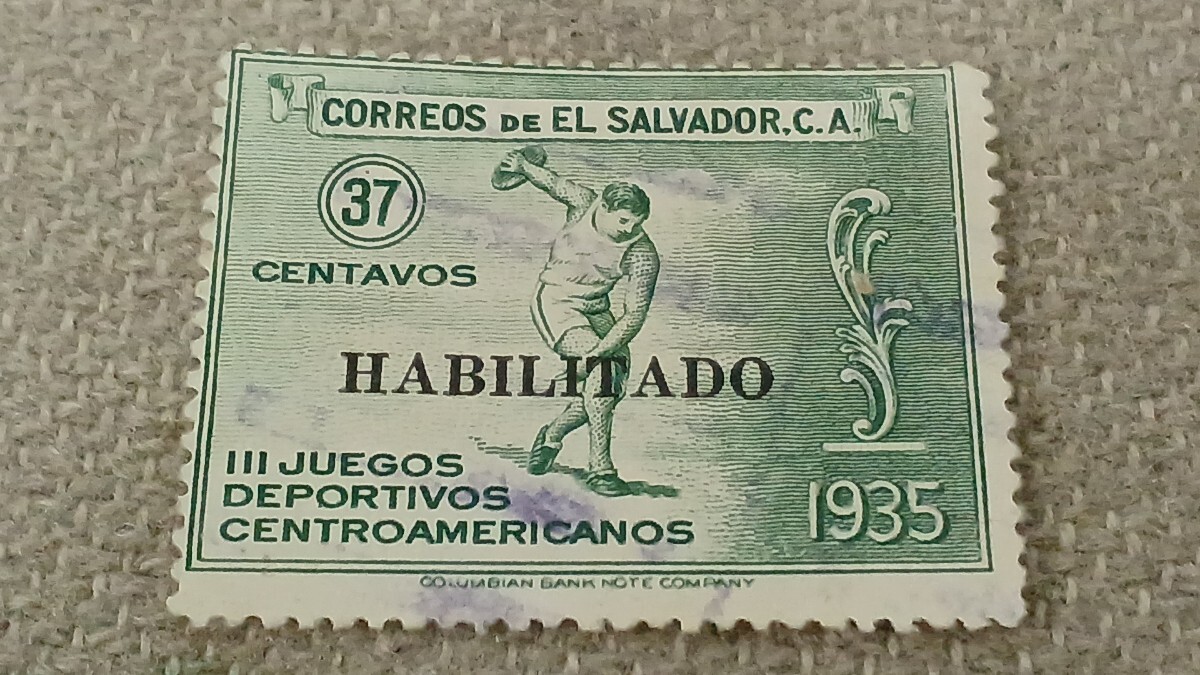 CORREOS DE EL SALVADOR, C.A.
37
CENTAVOS
HABILITADO
III JUEGOS
DEPORTIVOS
CENTROAMERICANOS
1935
COLUMBIAN BANK NOTE COMPANY